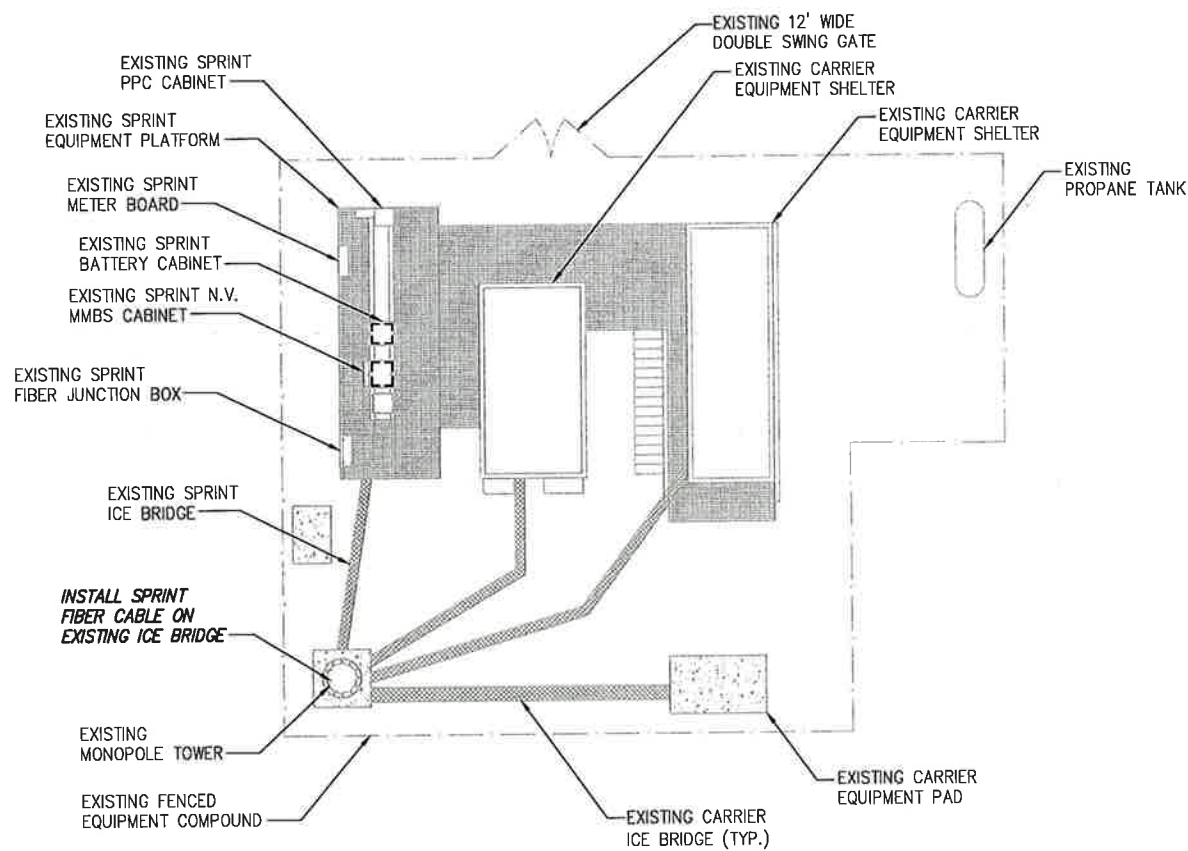 EXISTING 12' WIDE
DOUBLE SWING GATE
EXISTING SPRINT
PPC CABINET
EXISTING CARRIER
EQUIPMENT SHELTER
EXISTING SPRINT
EQUIPMENT PLATFORM
EXISTING CARRIER
EQUIPMENT SHELTER
EXISTING
PROPANE TANK
EXISTING SPRINT
METER BOARD
EXISTING SPRINT
BATTERY CABINET
EXISTING SPRINT N.V.
MMBS CABINET
EXISTING SPRINT
FIBER JUNCTION BOX
EXISTING SPRINT
ICE BRIDGE
INSTALL SPRINT
FIBER CABLE ON
EXISTING ICE BRIDGE
EXISTING
MONOPOLE TOWER
EXISTING FENCED
EQUIPMENT COMPOUND
EXISTING CARRIER
ICE BRIDGE (TYP.)
EXISTING CARRIER
EQUIPMENT PAD